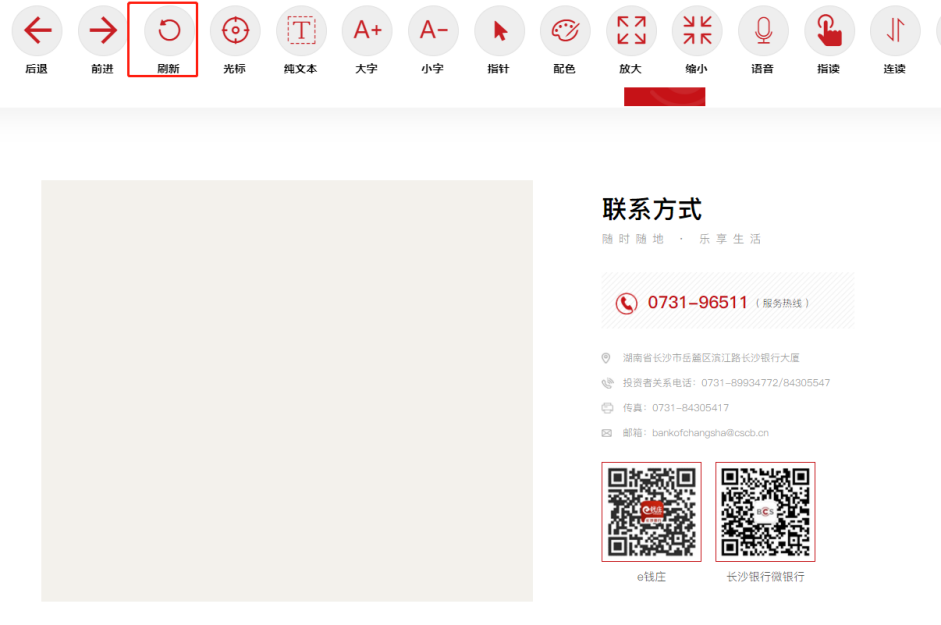 后退 前进 刷新 光标 T 纯文本 A+ 大字 A- 小字 指针 配色 放大 缩小 语音 指读 连读
联系方式
随时随地 · 乐享生活
0731-96511 (服务热线)
湖南省长沙市岳麓区滨江路长沙银行大厦
投资者关系电话：0731-89934772/84305547
传真：0731-84305417
邮箱：bankofchangsha@cscb.cn
e钱庄
BCS
e钱庄 长沙银行微银行